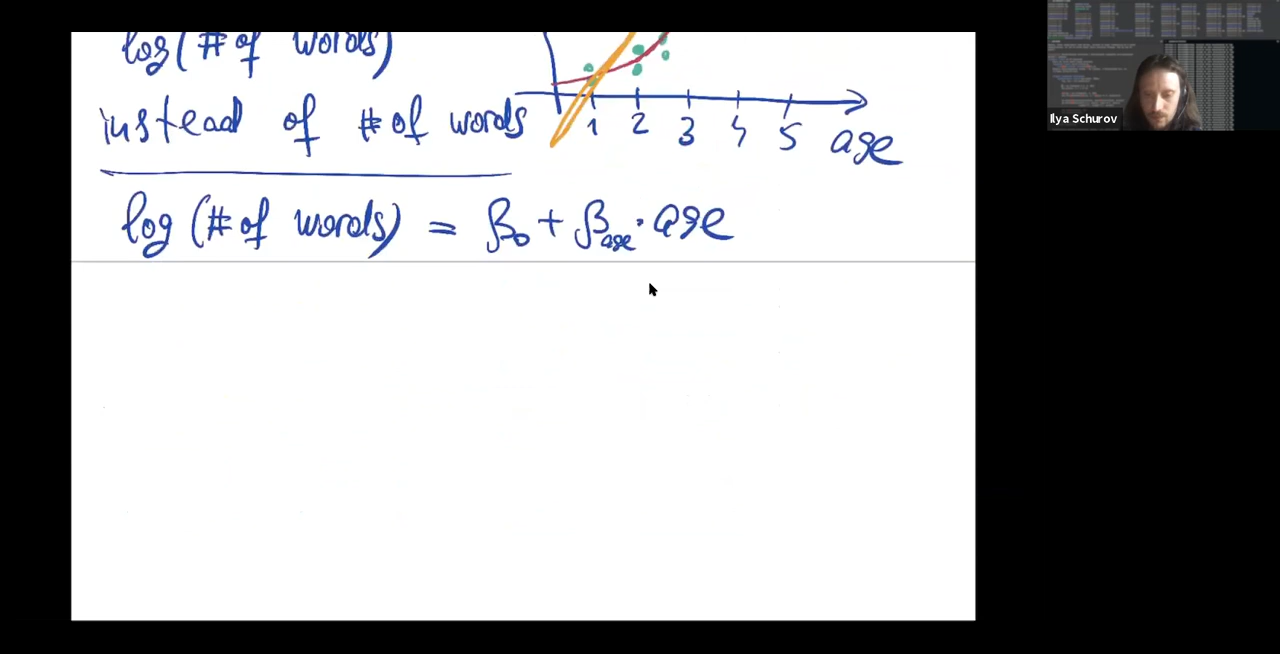 log(# of words)
instead of # of words
1 2 3 4 5 age
log (# of words) = β₀ + β_age · age
Ilya Schurov